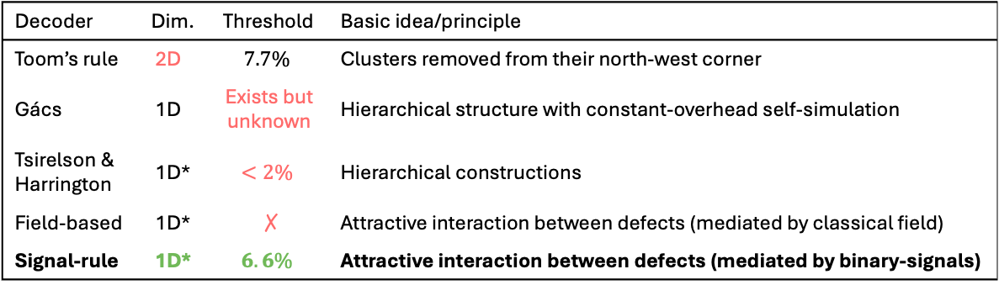 Decoder Dim. Threshold Basic idea/principle
Toom's rule 2D 7.7% Clusters removed from their north-west corner
Gács 1D Exists but unknown Hierarchical structure with constant-overhead self-simulation
Tsirelson & Harrington 1D* < 2% Hierarchical constructions
Field-based 1D* ✗ Attractive interaction between defects (mediated by classical field)
Signal-rule 1D* 6.6% Attractive interaction between defects (mediated by binary-signals)